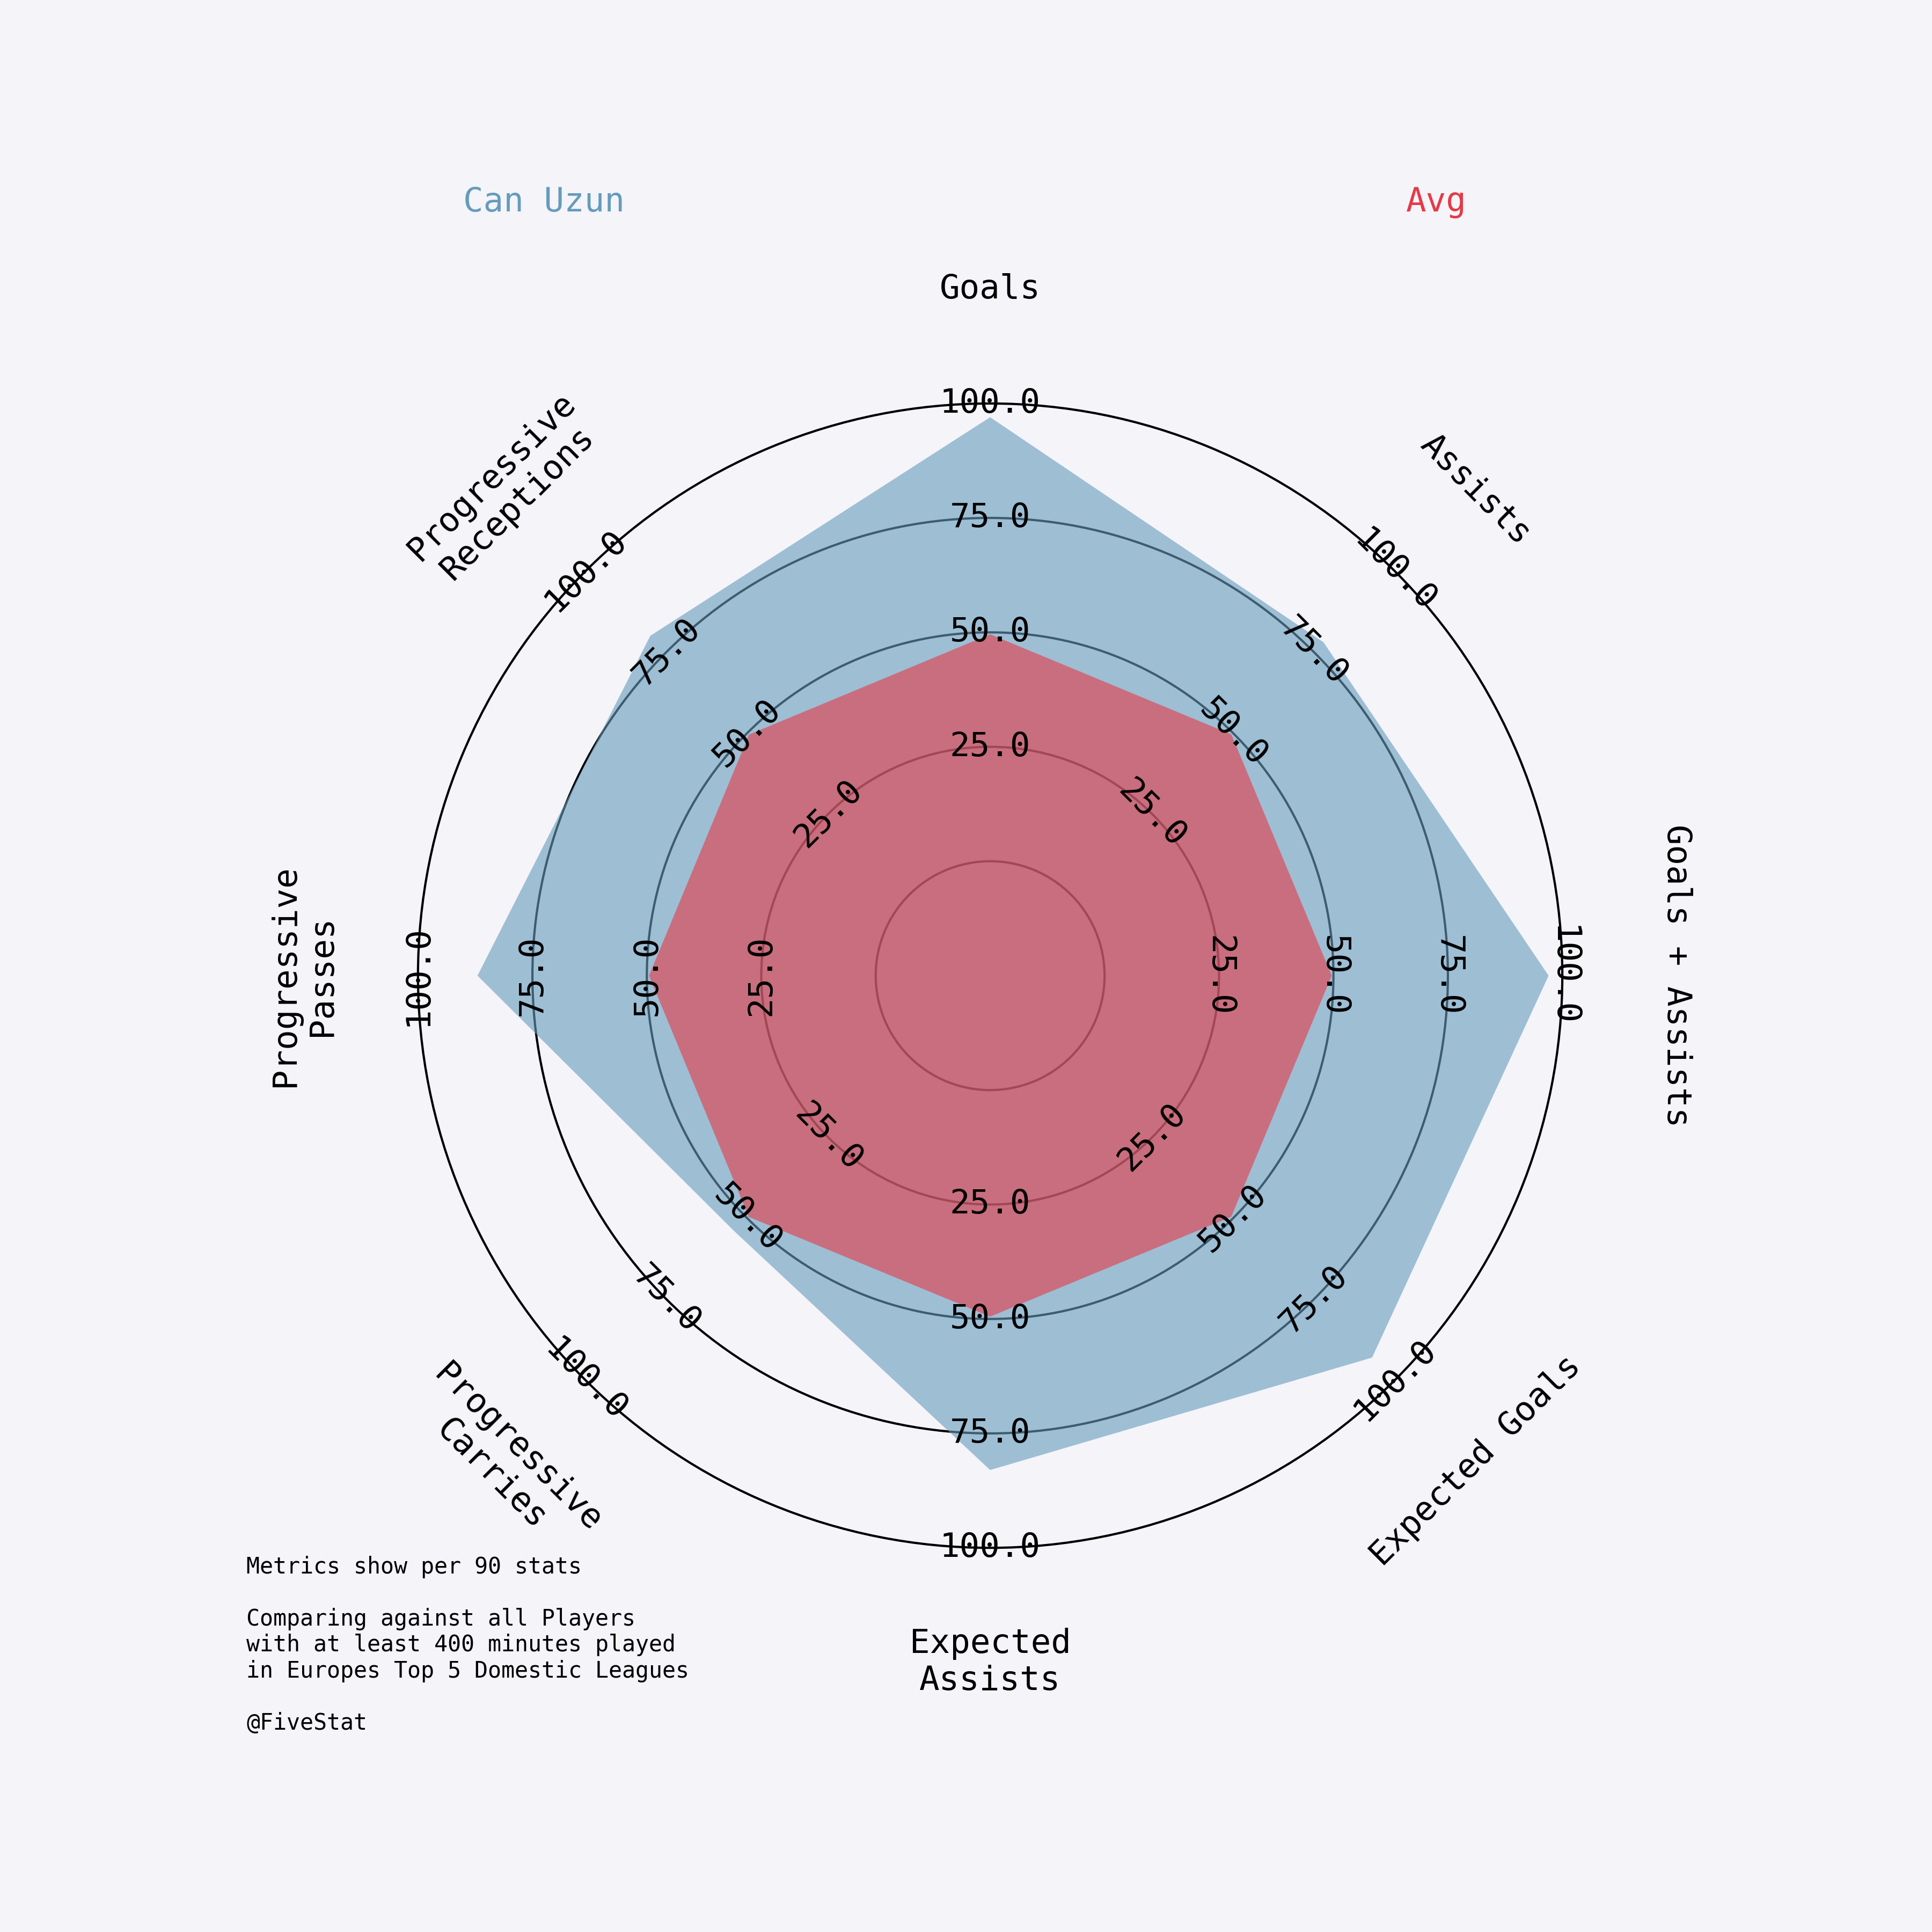 Can Uzun
Avg
Goals
Assists
Goals + Assists
Expected Goals
Expected
Assists
Progressive
Carries
Progressive
Passes
Progressive
Receptions
25.0
50.0
75.0
100.0
25.0
50.0
75.0
100.0
25.0
50.0
75.0
100.0
25.0
50.0
75.0
100.0
25.0
50.0
75.0
100.0
25.0
50.0
75.0
100.0
25.0
50.0
75.0
100.0
25.0
50.0
75.0
100.0
Metrics show per 90 stats
Comparing against all Players
with at least 400 minutes played
in Europes Top 5 Domestic Leagues
@FiveStat